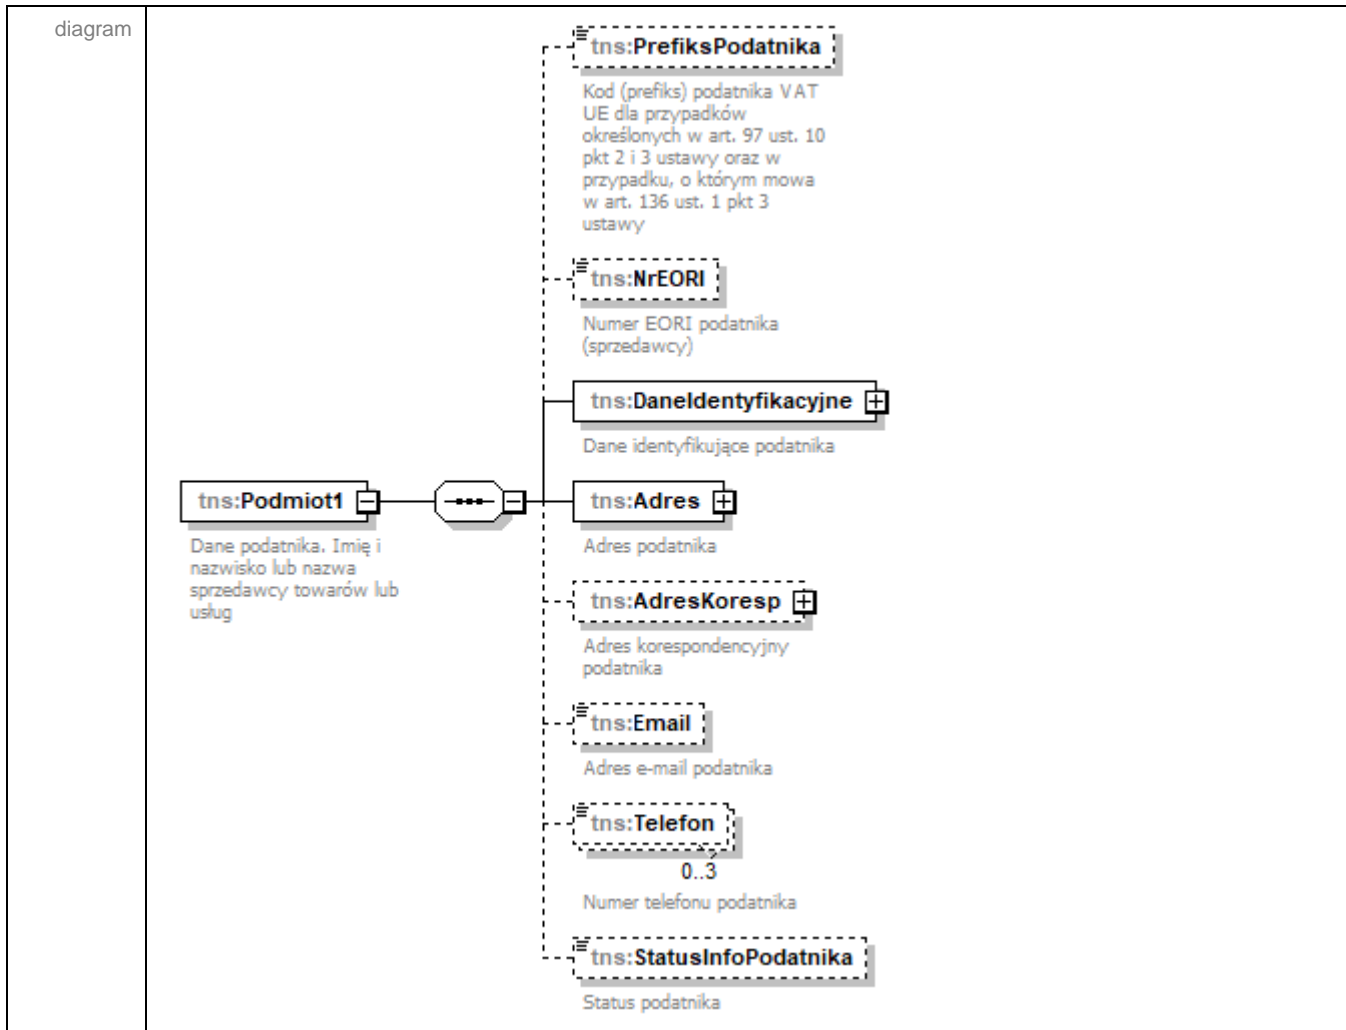 diagram
tns:PrefiksPodatnika
Kod (prefiks) podatnika VAT
UE dla przypadków
określonych w art. 97 ust. 10
pkt 2 i 3 ustawy oraz w
przypadku, o którym mowa
w art. 136 ust. 1 pkt 3
ustawy
tns:NrEORI
Numer EORI podatnika
(sprzedawcy)
tns:DaneIdentyfikacyjne
Dane identyfikujące podatnika
tns:Podmiot1
Dane podatnika. Imię i
nazwisko lub nazwa
sprzedawcy towarów lub
usług
tns:Adres
Adres podatnika
tns:AdresKoresp
Adres korespondencyjny
podatnika
tns:Email
Adres e-mail podatnika
tns:Telefon
0..3
Numer telefonu podatnika
tns:StatusInfoPodatnika
Status podatnika